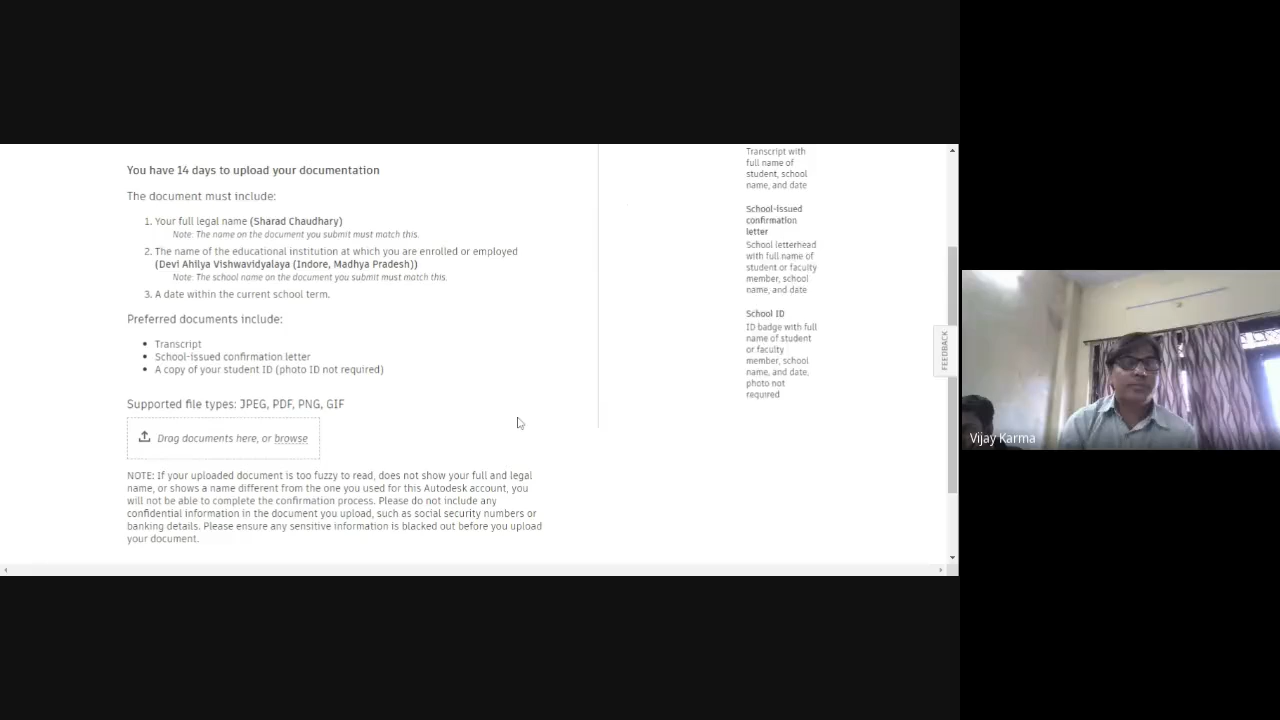 You have 14 days to upload your documentation
The document must include:
1. Your full legal name (Sharad Chaudhary)
Note: The name on the document you submit must match this.
2. The name of the educational institution at which you are enrolled or employed
(Devi Ahilya Vishwavidyalaya (Indore, Madhya Pradesh))
Note: The school name on the document you submit must match this.
3. A date within the current school term.
Preferred documents include:
• Transcript
• School-issued confirmation letter
• A copy of your student ID (photo ID not required)
Supported file types: JPEG, PDF, PNG, GIF
Drag documents here, or browse
NOTE: If your uploaded document is too fuzzy to read, does not show your full and legal
name, or shows a name different from the one you used for this Autodesk account, you
will not be able to complete the confirmation process. Please do not include any
confidential information in the document you upload, such as social security numbers or
banking details. Please ensure any sensitive information is blacked out before you upload
your document.
Transcript with
full name of
student, school
name, and date
School-issued
confirmation
letter
School letterhead
with full name of
student or faculty
member, school
name, and date
School ID
ID badge with full
name of student
or faculty
member, school
name, and date,
photo not
required
FEEDBACK
Vijay Karma